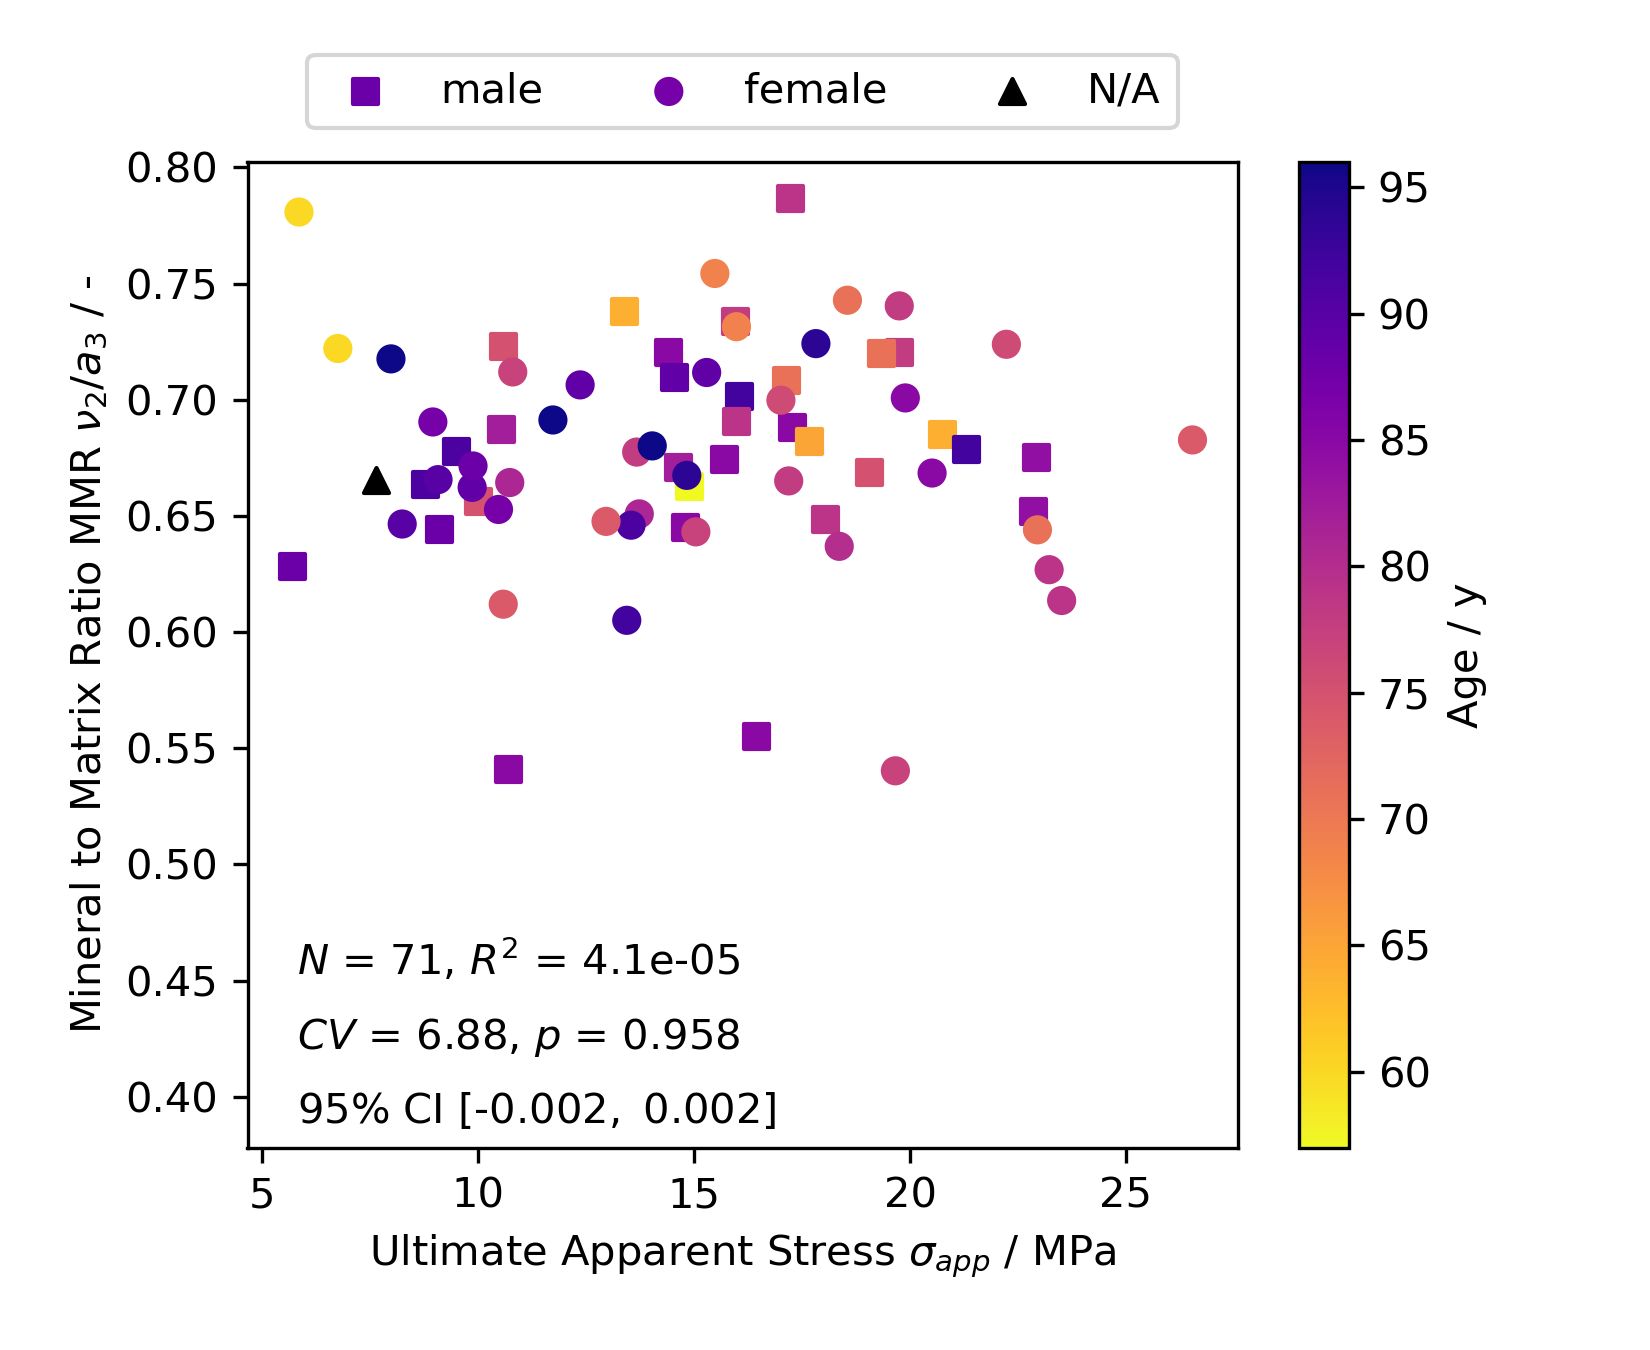 male female N/A
Mineral to Matrix Ratio MMR ν₂/a₃ / -
0.80
0.75
0.70
0.65
0.60
0.55
0.50
0.45
0.40
N = 71, R² = 4.1e-05
CV = 6.88, p = 0.958
95% CI [-0.002, 0.002]
5 10 15 20 25
Ultimate Apparent Stress σ_app / MPa
95
90
85
80
75
70
65
60
Age / y